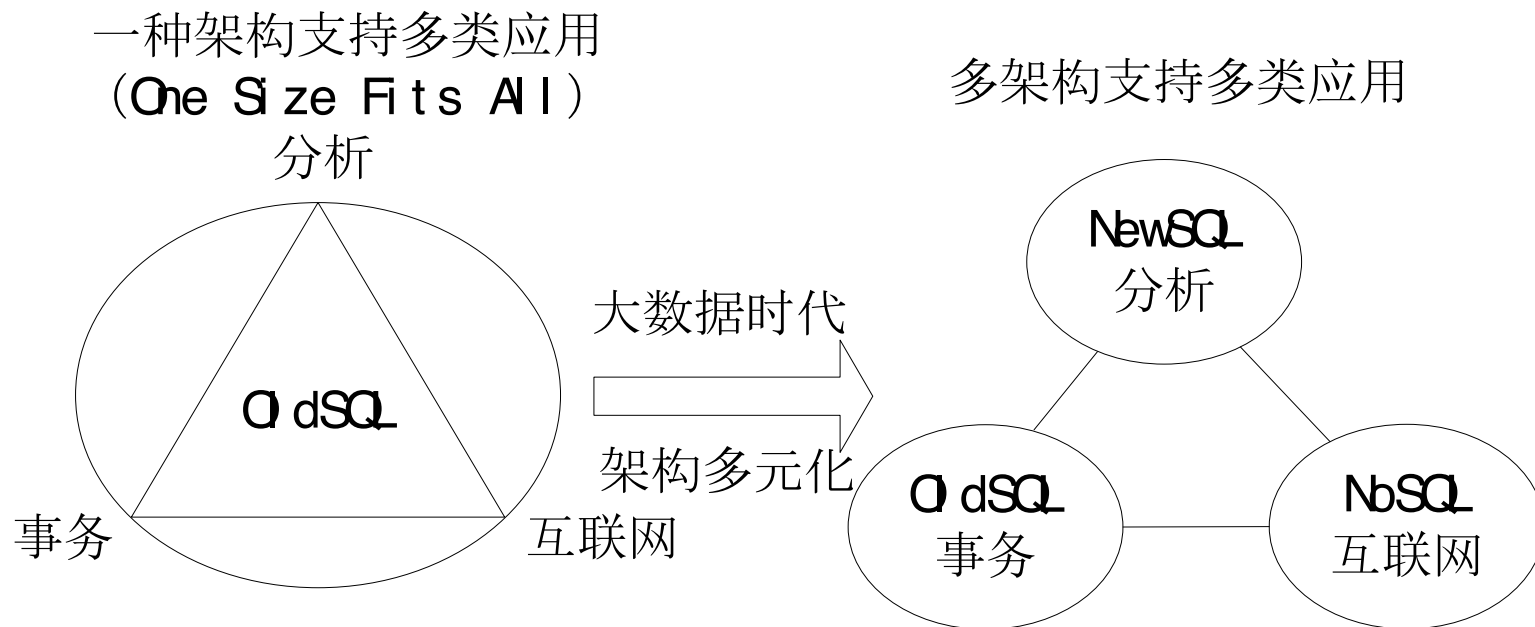 一种架构支持多类应用
（One Size Fits All）
分析
OldSQL
事务
互联网
大数据时代
架构多元化
多架构支持多类应用
NewSQL
分析
OldSQL
事务
NoSQL
互联网